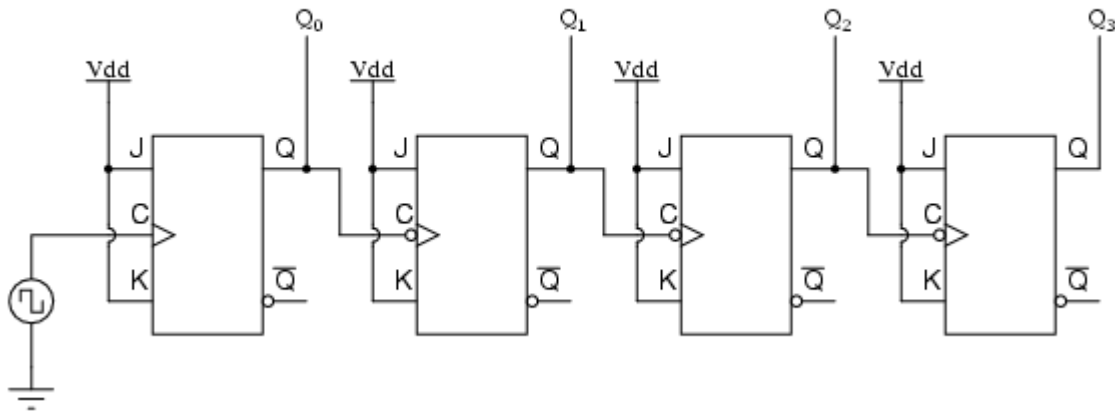 Q₀ Q₁ Q₂ Q₃
Vdd Vdd Vdd Vdd
J Q J Q J Q J Q
C C C C
K Q̅ K Q̅ K Q̅ K Q̅